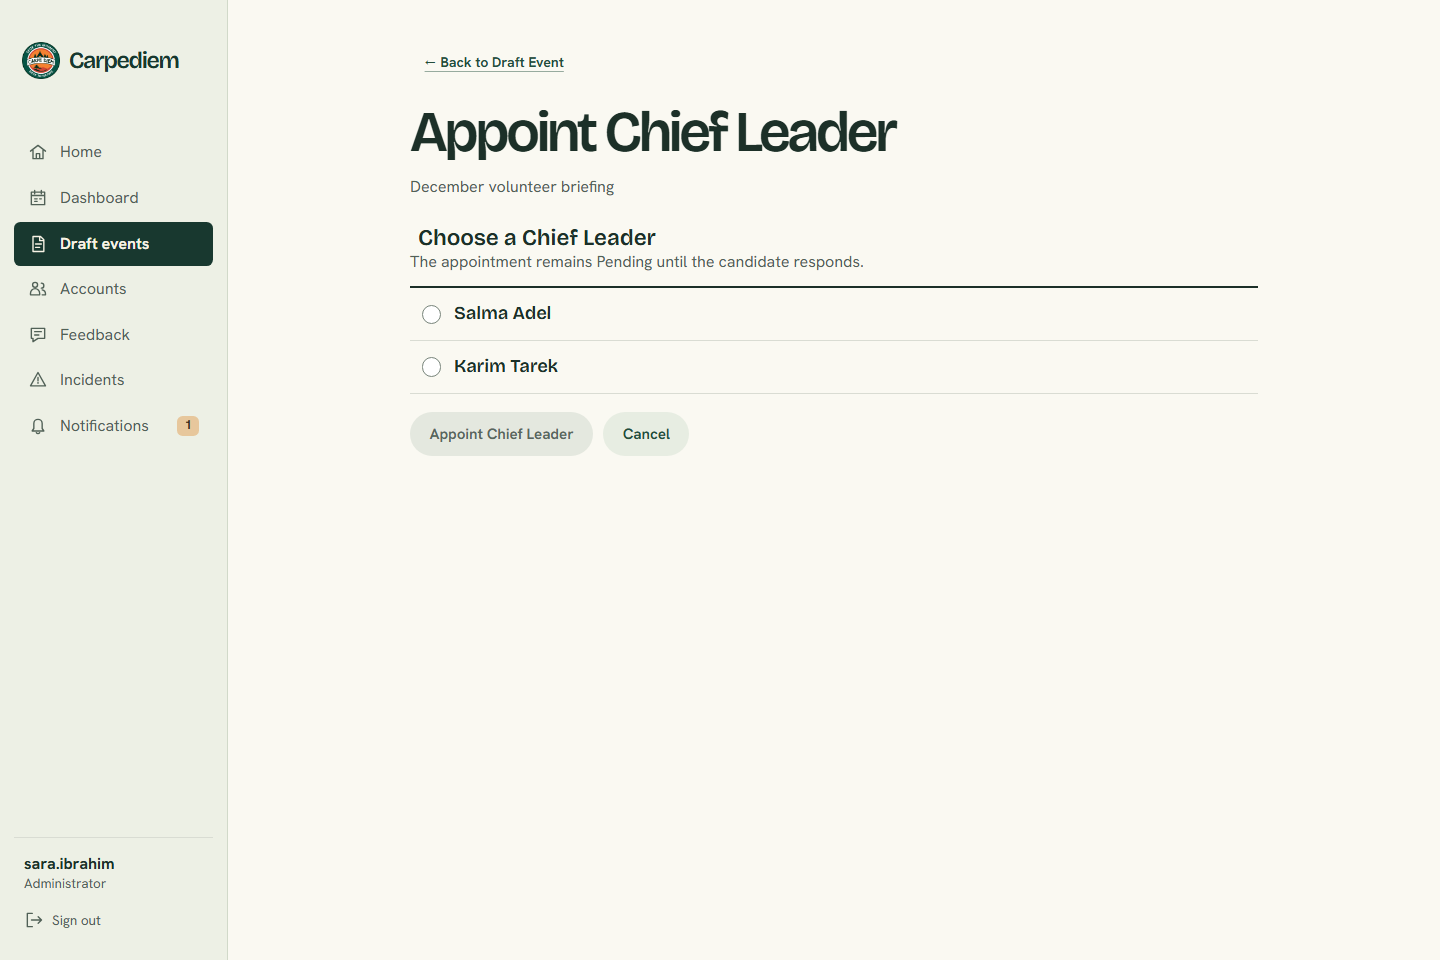 Carpediem
Home
Dashboard
Draft events
Accounts
Feedback
Incidents
Notifications 1
sara.ibrahim
Administrator
Sign out
← Back to Draft Event
Appoint Chief Leader
December volunteer briefing
Choose a Chief Leader
The appointment remains Pending until the candidate responds.
Salma Adel
Karim Tarek
Appoint Chief Leader
Cancel